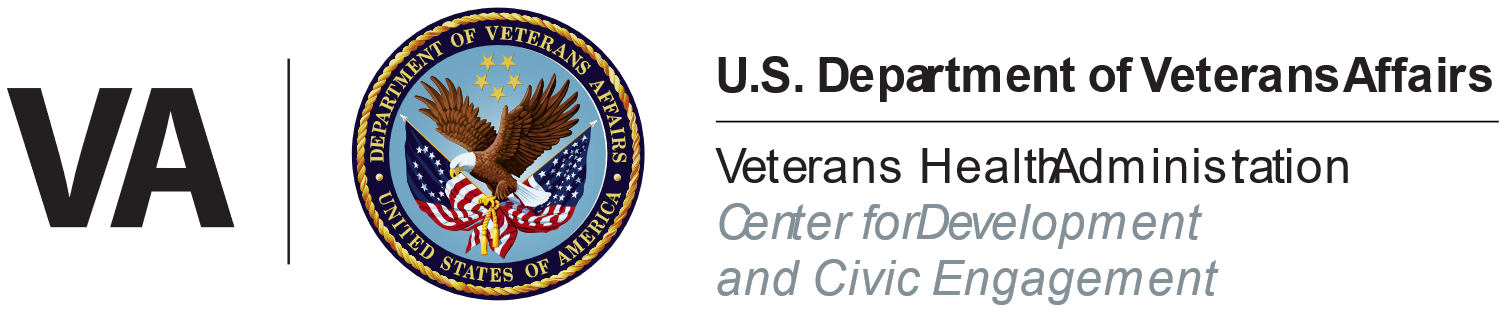 VA
DEPARTMENT OF VETERANS AFFAIRS
UNITED STATES OF AMERICA
U.S. Department of Veterans Affairs
Veterans Health Administration
Center for Development
and Civic Engagement